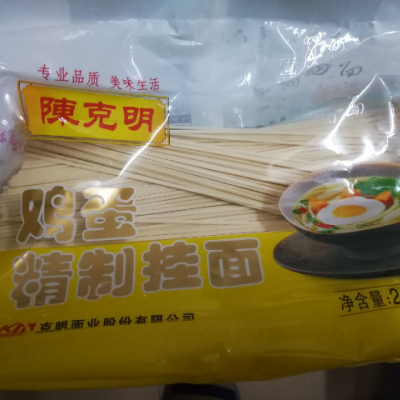 专业品质 美味生活
陳克明
鸡蛋
精制挂面
净含量:2
克明面业股份有限公司